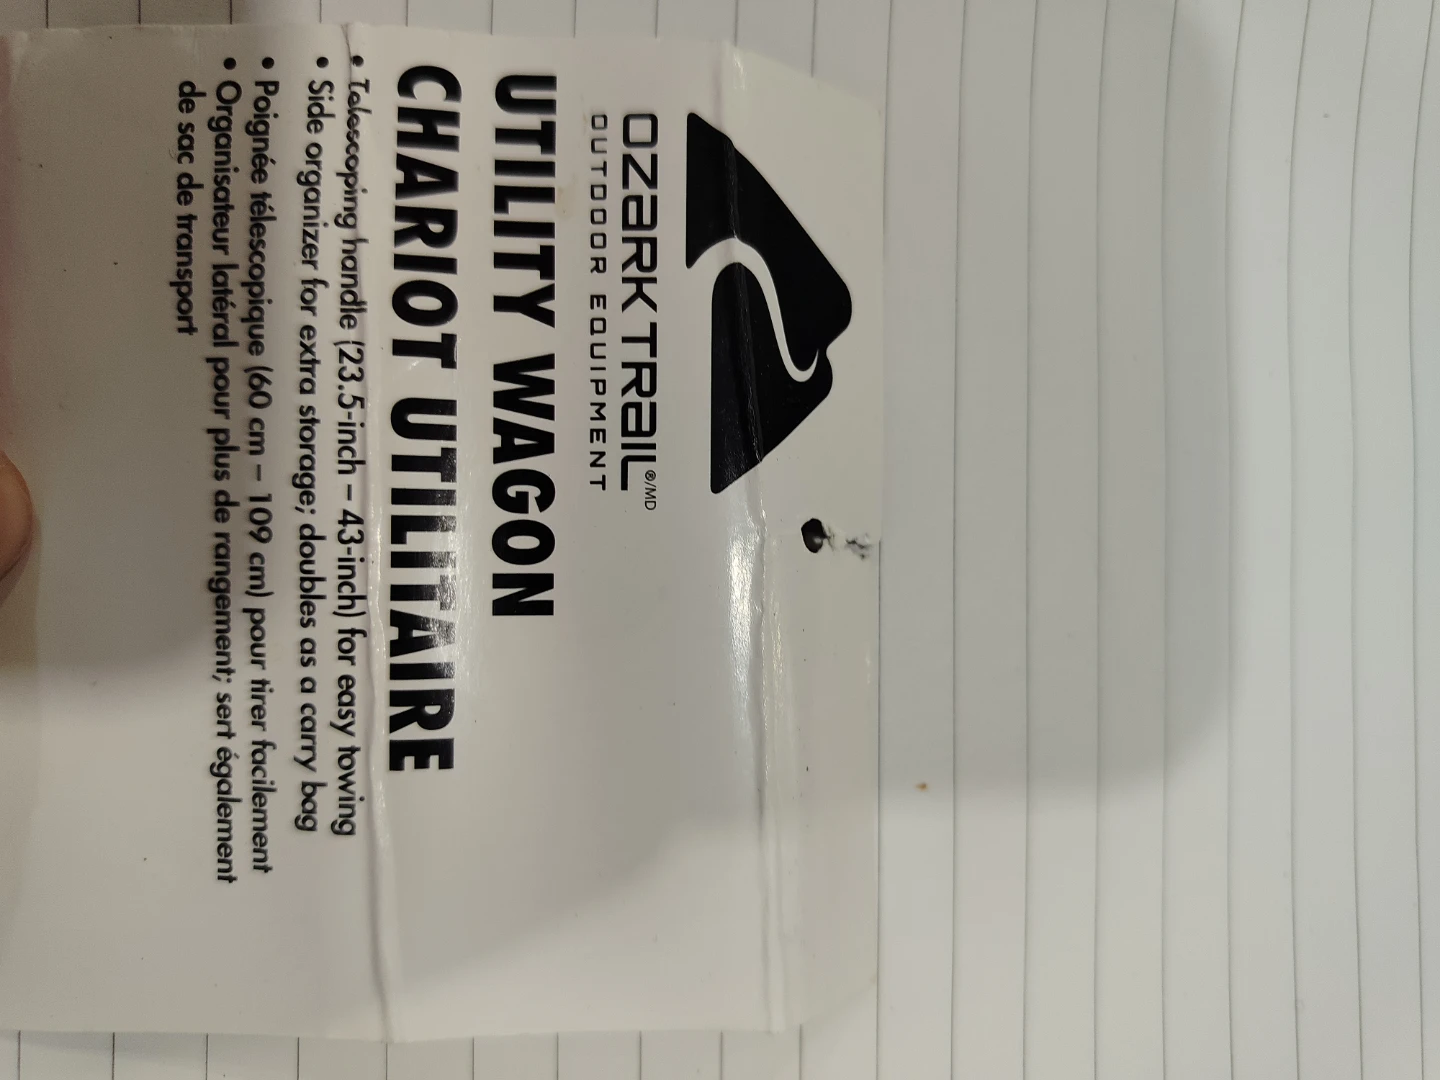 OZARK TRAIL®/MD
OUTDOOR EQUIPMENT
UTILITY WAGON
CHARIOT UTILITAIRE
• Telescoping handle (23.5-inch – 43-inch) for easy towing
• Side organizer for extra storage; doubles as a carry bag
• Poignée télescopique (60 cm – 109 cm) pour tirer facilement
• Organisateur latéral pour plus de rangement; sert également
de sac de transport